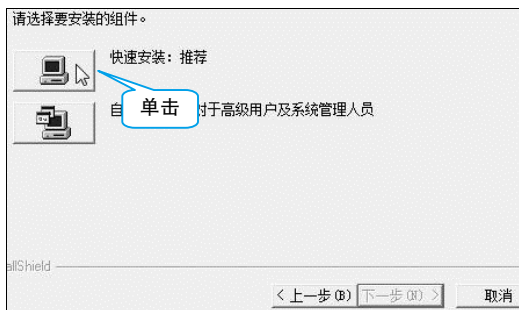 请选择要安装的组件。
快速安装：推荐
单击
自 对于高级用户及系统管理人员
allShield
< 上一步(B)
下一步(N) >
取消